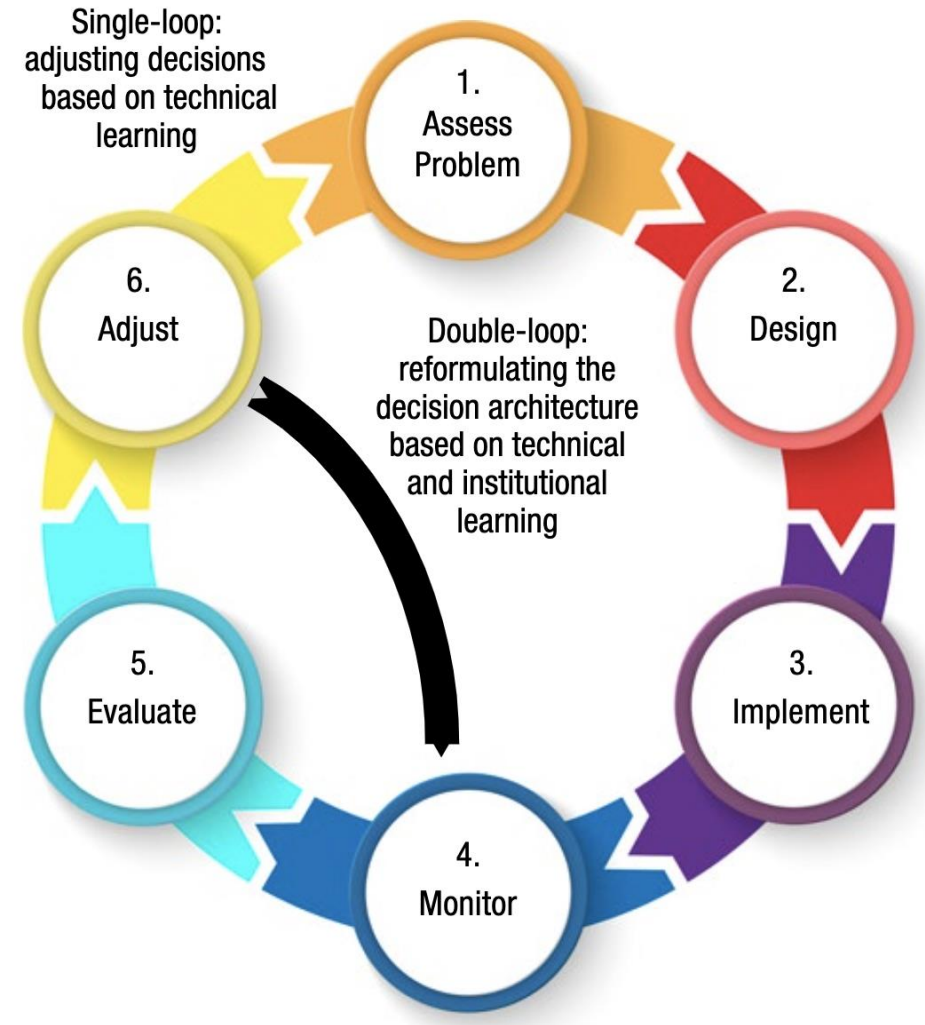 Single-loop:
adjusting decisions
based on technical
learning
1.
Assess
Problem
2.
Design
3.
Implement
4.
Monitor
5.
Evaluate
6.
Adjust
Double-loop:
reformulating the
decision architecture
based on technical
and institutional
learning